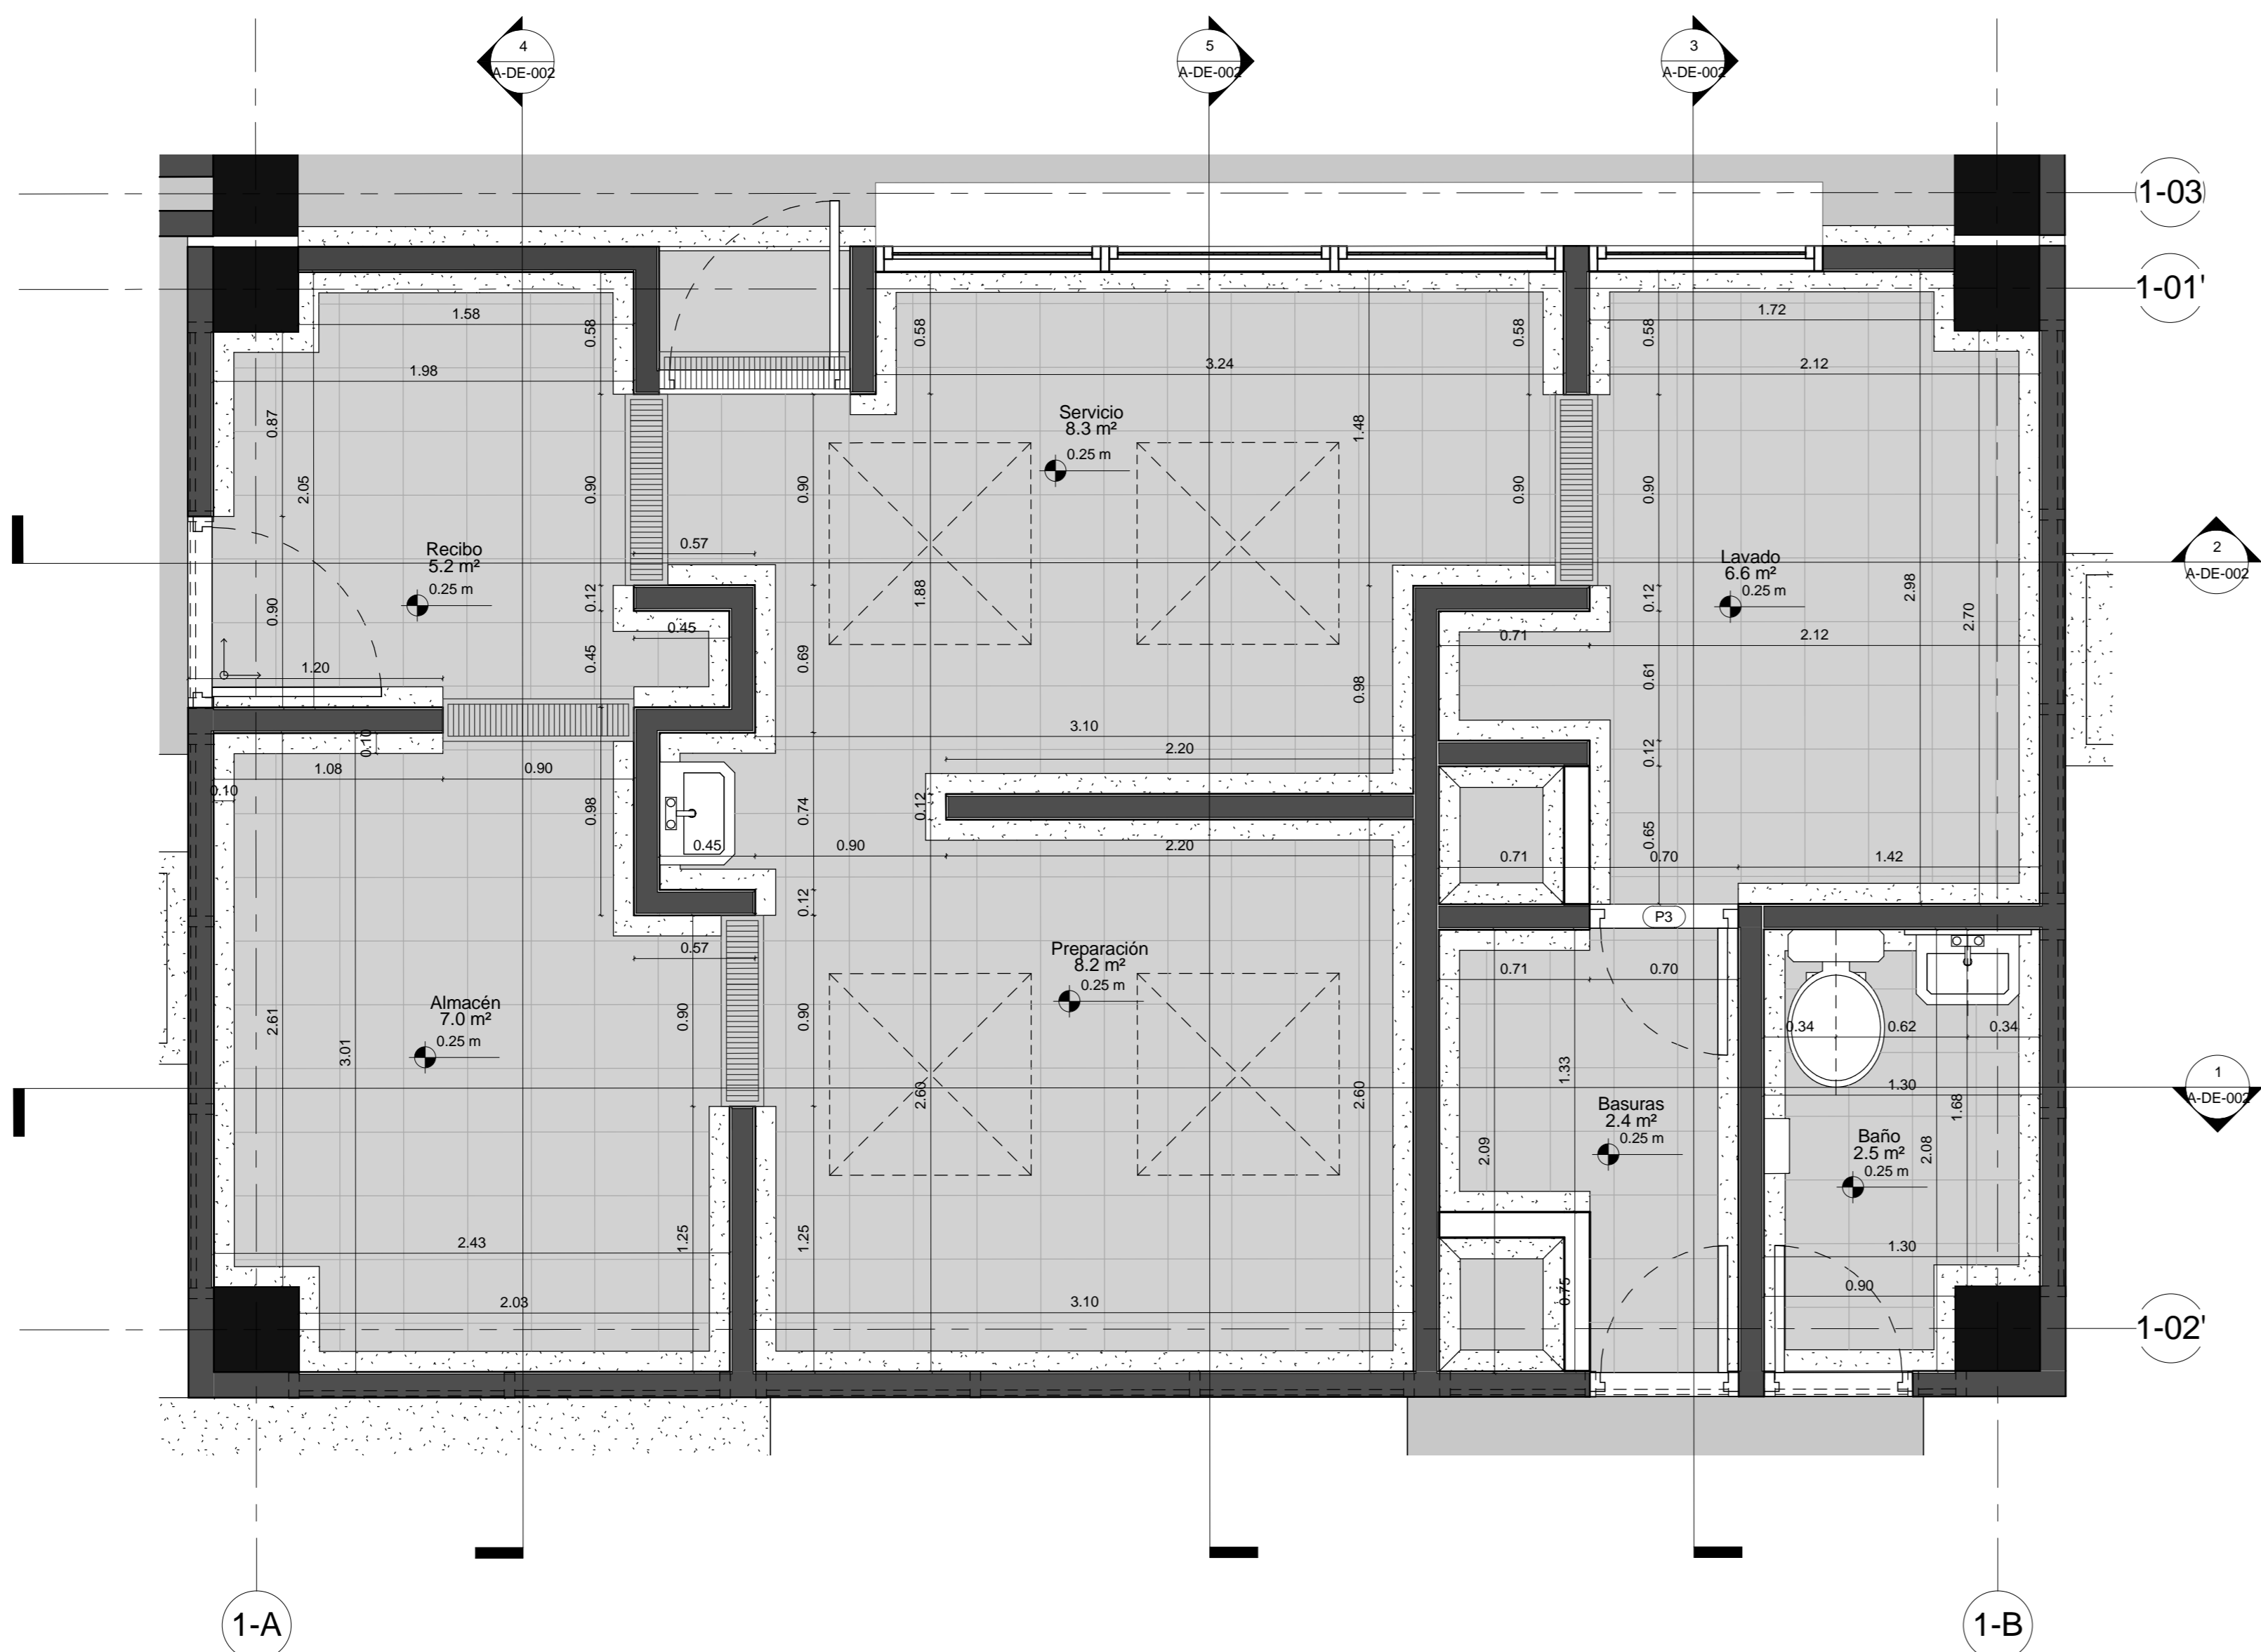 4
A-DE-002
5
A-DE-002
3
A-DE-002
1-03
1-01'
1.58
0.58
0.58
0.58
0.58
1.72
1.98
3.24
2.12
0.87
Servicio
8.3 m²
0.25 m
1.48
2.05
0.90
0.90
0.90
0.90
Recibo
5.2 m²
0.25 m
0.57
Lavado
6.6 m²
0.25 m
2
A-DE-002
0.90
0.12
1.88
0.12
2.98
2.70
0.45
0.71
2.12
1.20
0.45
0.69
0.98
0.61
3.10
0.10
2.20
0.12
1.08
0.90
0.10
0.98
0.74
0.12
0.65
0.45
0.90
2.20
0.71
0.70
1.42
0.12
P3
0.57
Preparación
8.2 m²
0.25 m
0.71
0.70
Almacén
7.0 m²
0.25 m
2.61
3.01
0.90
0.90
0.34
0.62
0.34
2.60
2.60
1.33
1.30
1.68
1
A-DE-002
Basuras
2.4 m²
0.25 m
2.09
Baño
2.5 m²
0.25 m
2.08
2.43
1.25
1.25
1.30
0.75
0.90
2.03
3.10
1-02'
1-A
1-B